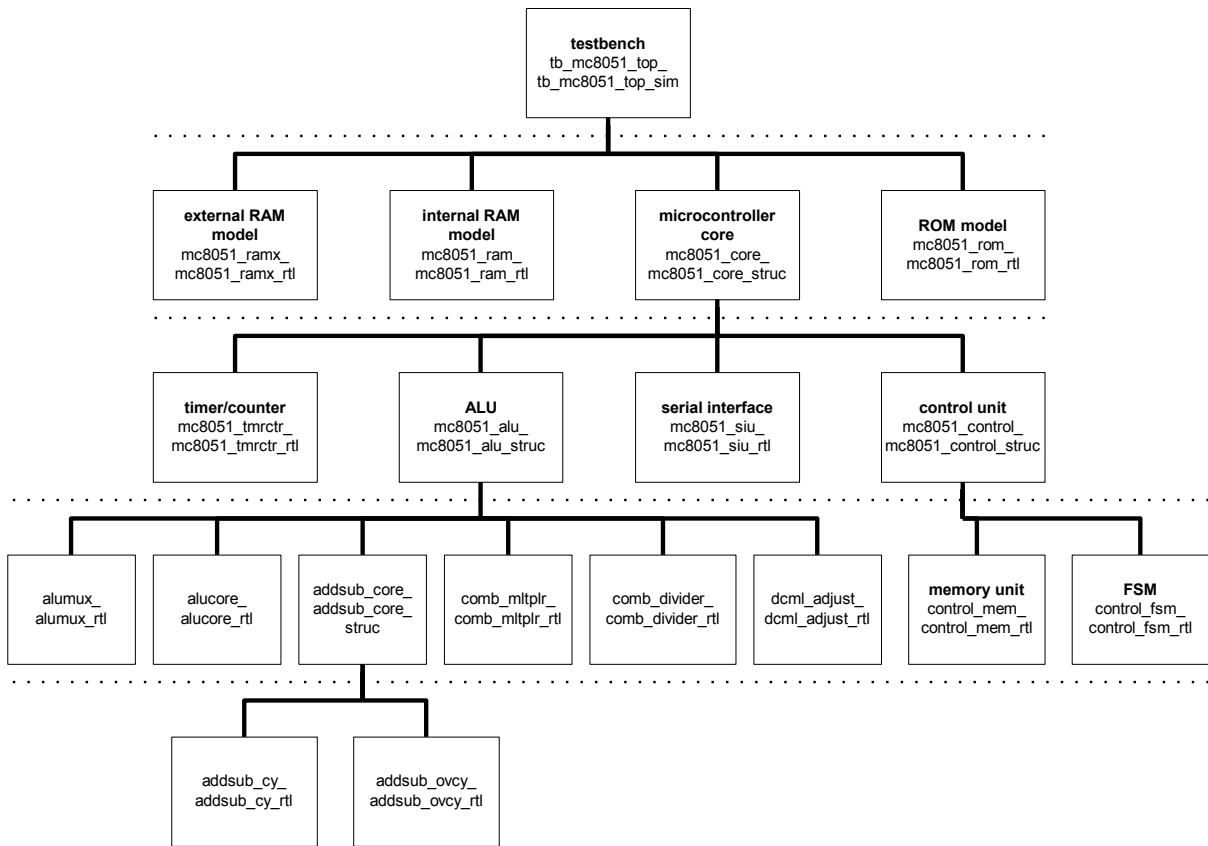 testbench
tb_mc8051_top_
tb_mc8051_top_sim
external RAM
model
mc8051_ramx_
mc8051_ramx_rtl
internal RAM
model
mc8051_ram_
mc8051_ram_rtl
microcontroller
core
mc8051_core_
mc8051_core_struc
ROM model
mc8051_rom_
mc8051_rom_rtl
timer/counter
mc8051_tmrctr_
mc8051_tmrctr_rtl
ALU
mc8051_alu_
mc8051_alu_struc
serial interface
mc8051_siu_
mc8051_siu_rtl
control unit
mc8051_control_
mc8051_control_struc
alumux_
alumux_rtl
alucore_
alucore_rtl
addsub_core_
addsub_core_
struc
comb_mltplr_
comb_mltplr_rtl
comb_divider_
comb_divider_rtl
dcml_adjust_
dcml_adjust_rtl
memory unit
control_mem_
control_mem_rtl
FSM
control_fsm_
control_fsm_rtl
addsub_cy_
addsub_cy_rtl
addsub_ovcy_
addsub_ovcy_rtl